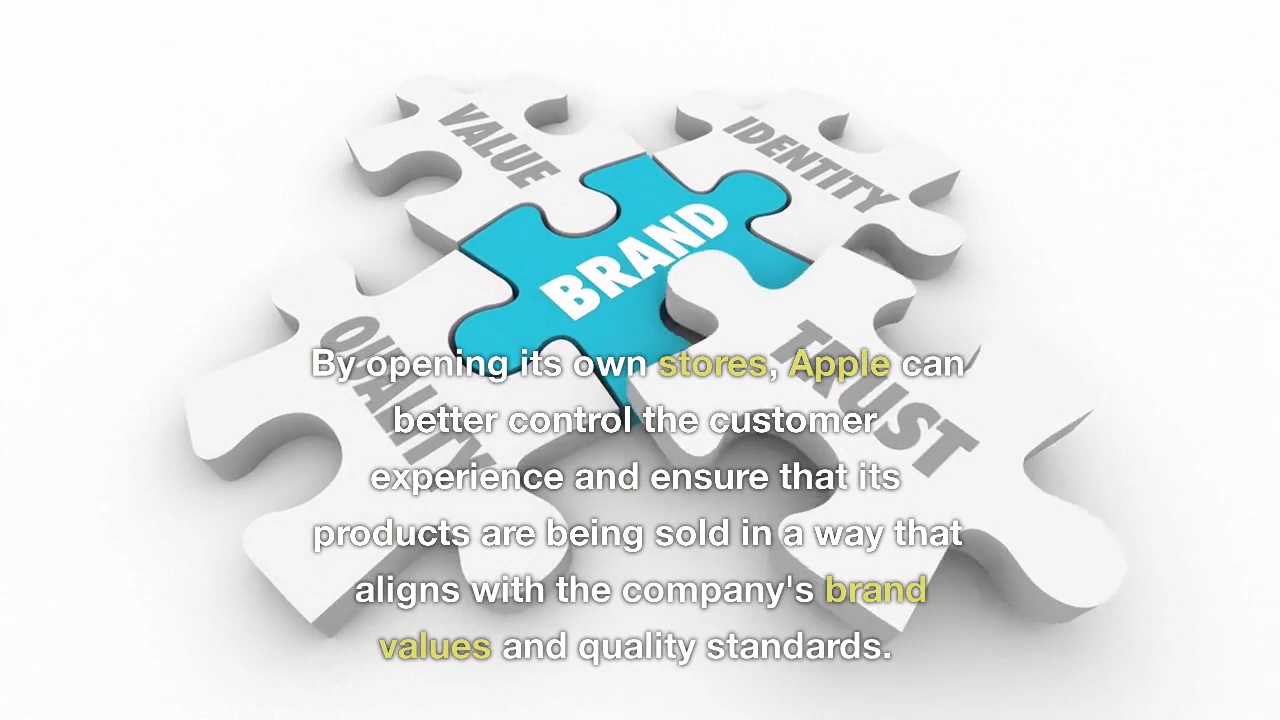 VALUE
IDENTITY
BRAND
QUALITY
TRUST
By opening its own stores, Apple can
better control the customer
experience and ensure that its
products are being sold in a way that
aligns with the company's brand
values and quality standards.